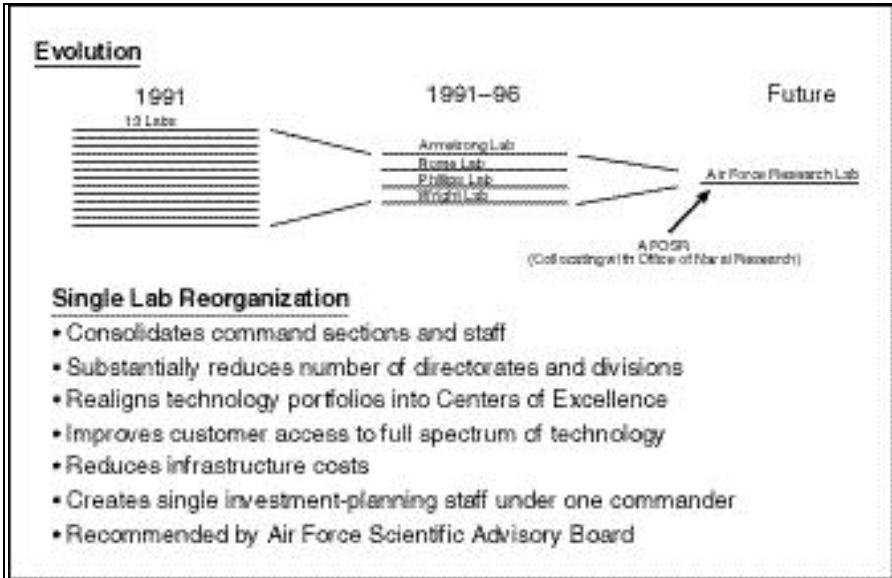 Evolution
1991
1991–96
Future
13 Labs
Armstrong Lab
Rome Lab
Phillips Lab
Wright Lab
Air Force Research Lab
AFOSR
(Collocating with Office of Naval Research)
Single Lab Reorganization
• Consolidates command sections and staff
• Substantially reduces number of directorates and divisions
• Realigns technology portfolios into Centers of Excellence
• Improves customer access to full spectrum of technology
• Reduces infrastructure costs
• Creates single investment-planning staff under one commander
• Recommended by Air Force Scientific Advisory Board